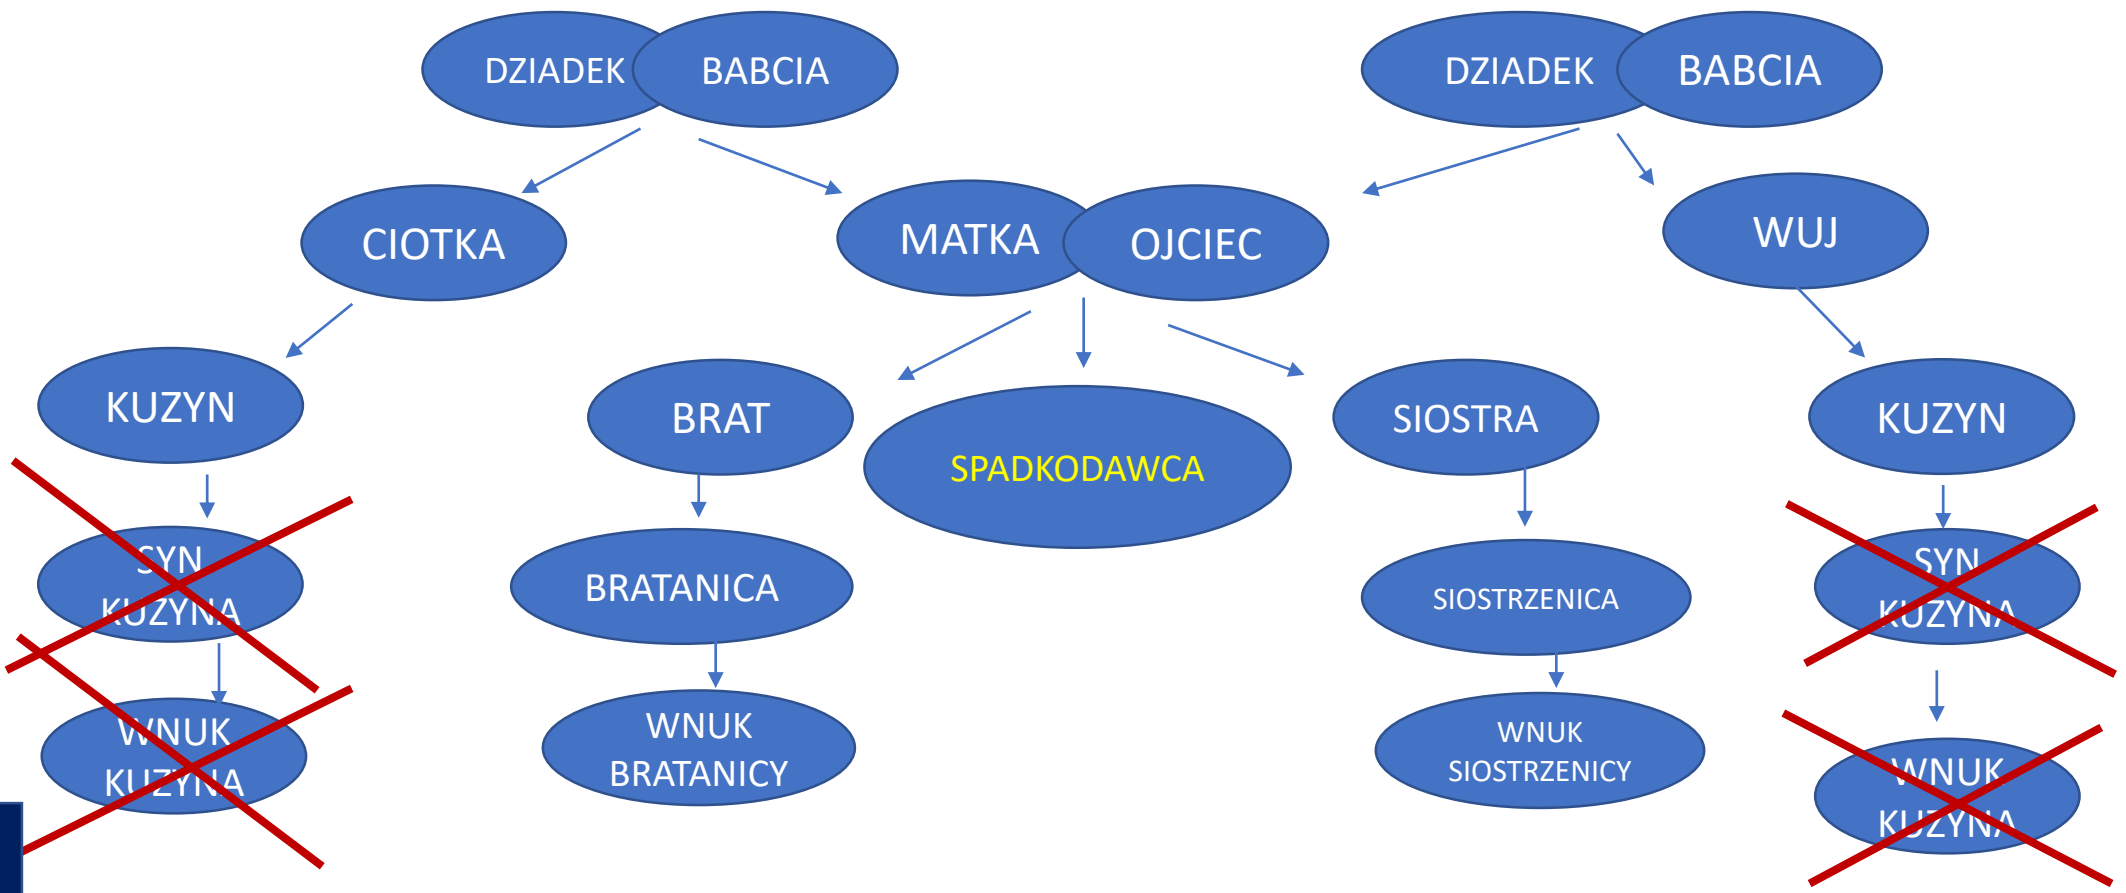 DZIADEK
BABCIA
DZIADEK
BABCIA
CIOTKA
MATKA
OJCIEC
WUJ
KUZYN
BRAT
SPADKODAWCA
SIOSTRA
KUZYN
SYN
KUZYNA
BRATANICA
SIOSTRZENICA
SYN
KUZYNA
WNUK
KUZYNA
WNUK
BRATANICY
WNUK
SIOSTRZENICY
WNUK
KUZYNA